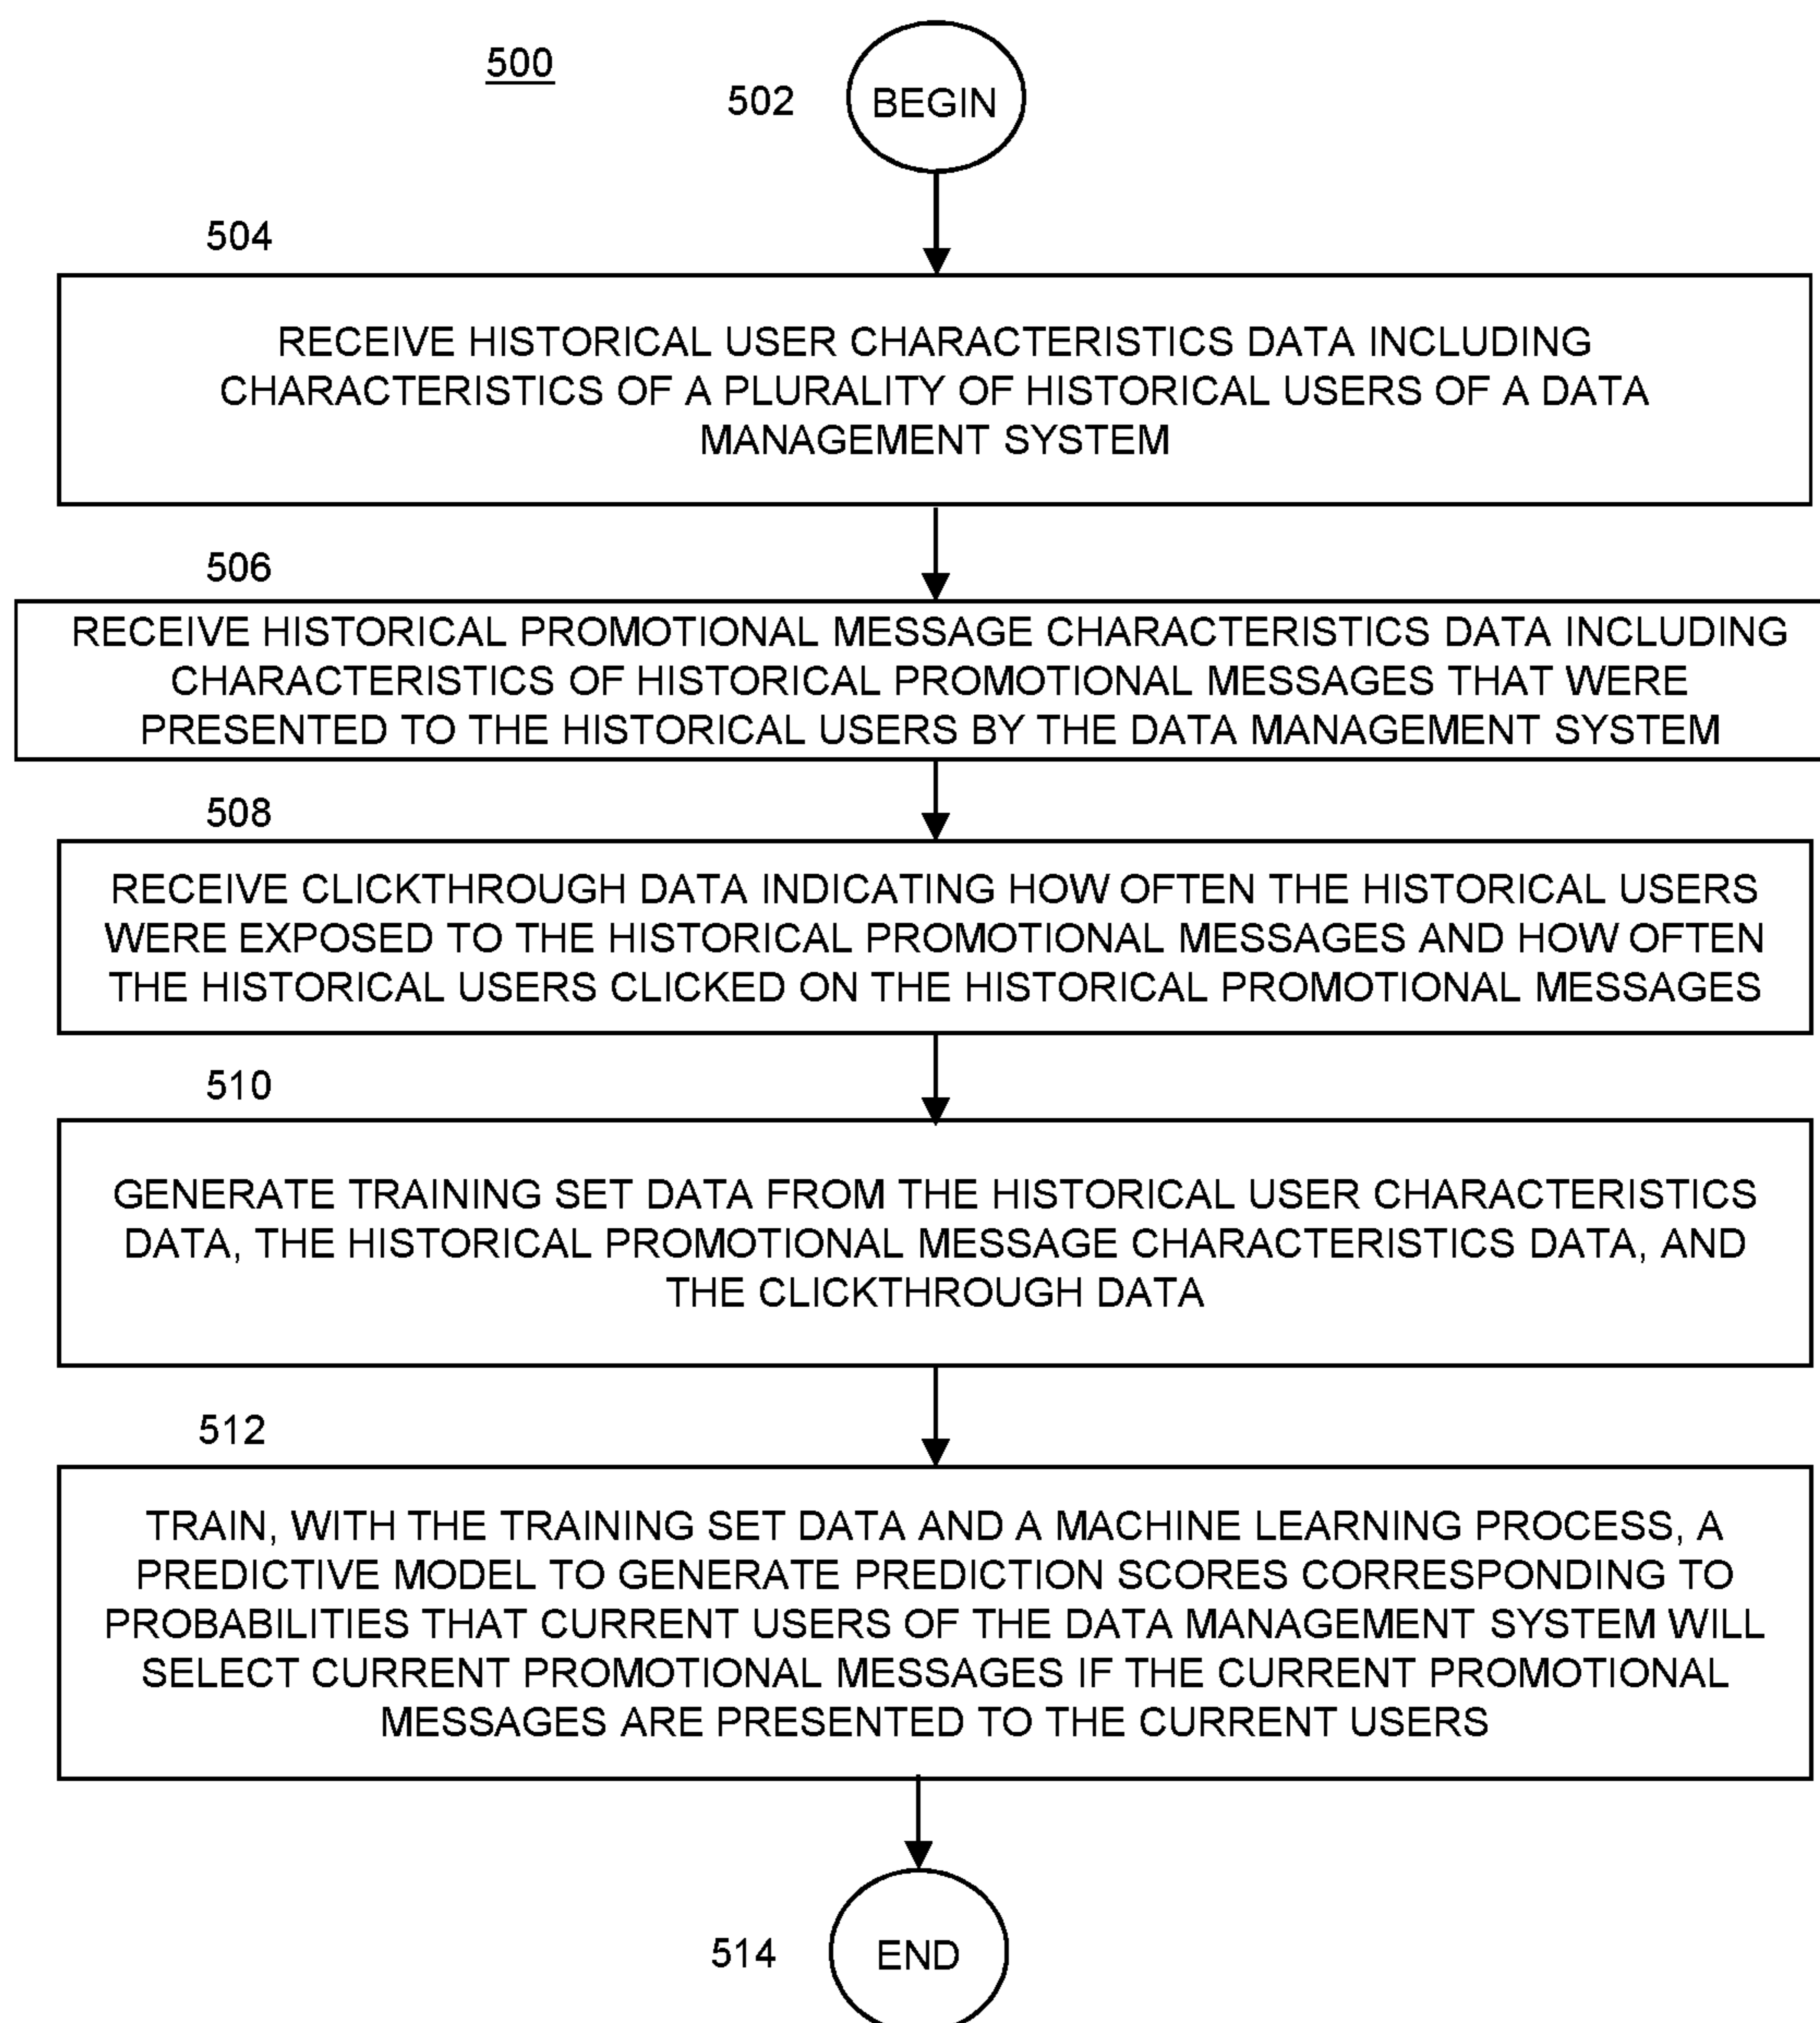 500
502
BEGIN
504
RECEIVE HISTORICAL USER CHARACTERISTICS DATA INCLUDING
CHARACTERISTICS OF A PLURALITY OF HISTORICAL USERS OF A DATA
MANAGEMENT SYSTEM
506
RECEIVE HISTORICAL PROMOTIONAL MESSAGE CHARACTERISTICS DATA INCLUDING
CHARACTERISTICS OF HISTORICAL PROMOTIONAL MESSAGES THAT WERE
PRESENTED TO THE HISTORICAL USERS BY THE DATA MANAGEMENT SYSTEM
508
RECEIVE CLICKTHROUGH DATA INDICATING HOW OFTEN THE HISTORICAL USERS
WERE EXPOSED TO THE HISTORICAL PROMOTIONAL MESSAGES AND HOW OFTEN
THE HISTORICAL USERS CLICKED ON THE HISTORICAL PROMOTIONAL MESSAGES
510
GENERATE TRAINING SET DATA FROM THE HISTORICAL USER CHARACTERISTICS
DATA, THE HISTORICAL PROMOTIONAL MESSAGE CHARACTERISTICS DATA, AND
THE CLICKTHROUGH DATA
512
TRAIN, WITH THE TRAINING SET DATA AND A MACHINE LEARNING PROCESS, A
PREDICTIVE MODEL TO GENERATE PREDICTION SCORES CORRESPONDING TO
PROBABILITIES THAT CURRENT USERS OF THE DATA MANAGEMENT SYSTEM WILL
SELECT CURRENT PROMOTIONAL MESSAGES IF THE CURRENT PROMOTIONAL
MESSAGES ARE PRESENTED TO THE CURRENT USERS
514
END